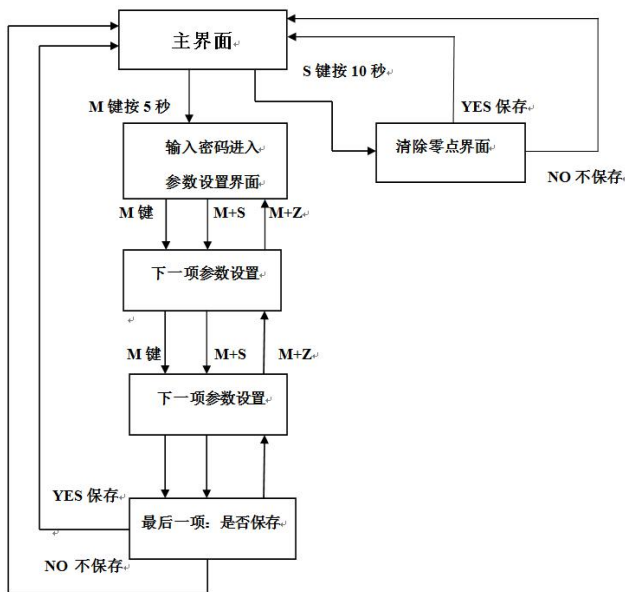 主界面
S 键按 10 秒
M 键按 5 秒
YES 保存
输入密码进入
参数设置界面
清除零点界面
NO 不保存
M 键
M+S
M+Z
下一项参数设置
M 键
M+S
M+Z
下一项参数设置
YES 保存
最后一项：是否保存
NO 不保存